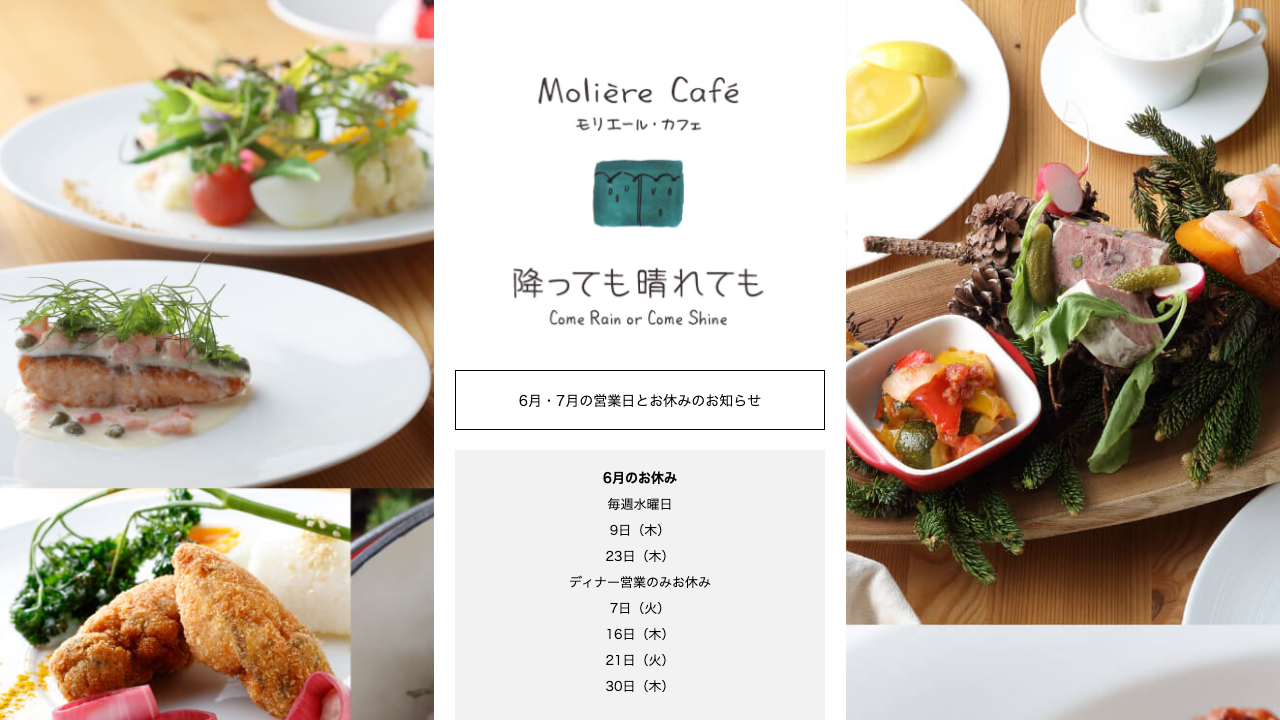 Molière Café
モリエール・カフェ
降っても晴れても
Come Rain or Come Shine
6月・7月の営業日とお休みのお知らせ
6月のお休み
毎週水曜日
9日（木）
23日（木）
ディナー営業のみお休み
7日（火）
16日（木）
21日（火）
30日（木）